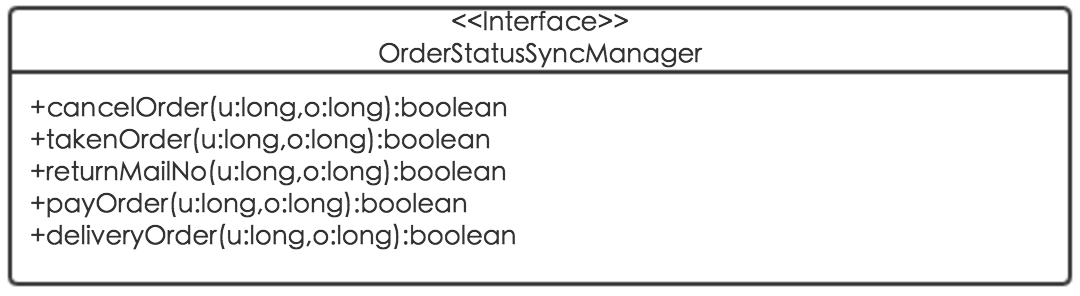 <<Interface>>
OrderStatusSyncManager
+cancelOrder(u:long,o:long):boolean
+takenOrder(u:long,o:long):boolean
+returnMailNo(u:long,o:long):boolean
+payOrder(u:long,o:long):boolean
+deliveryOrder(u:long,o:long):boolean